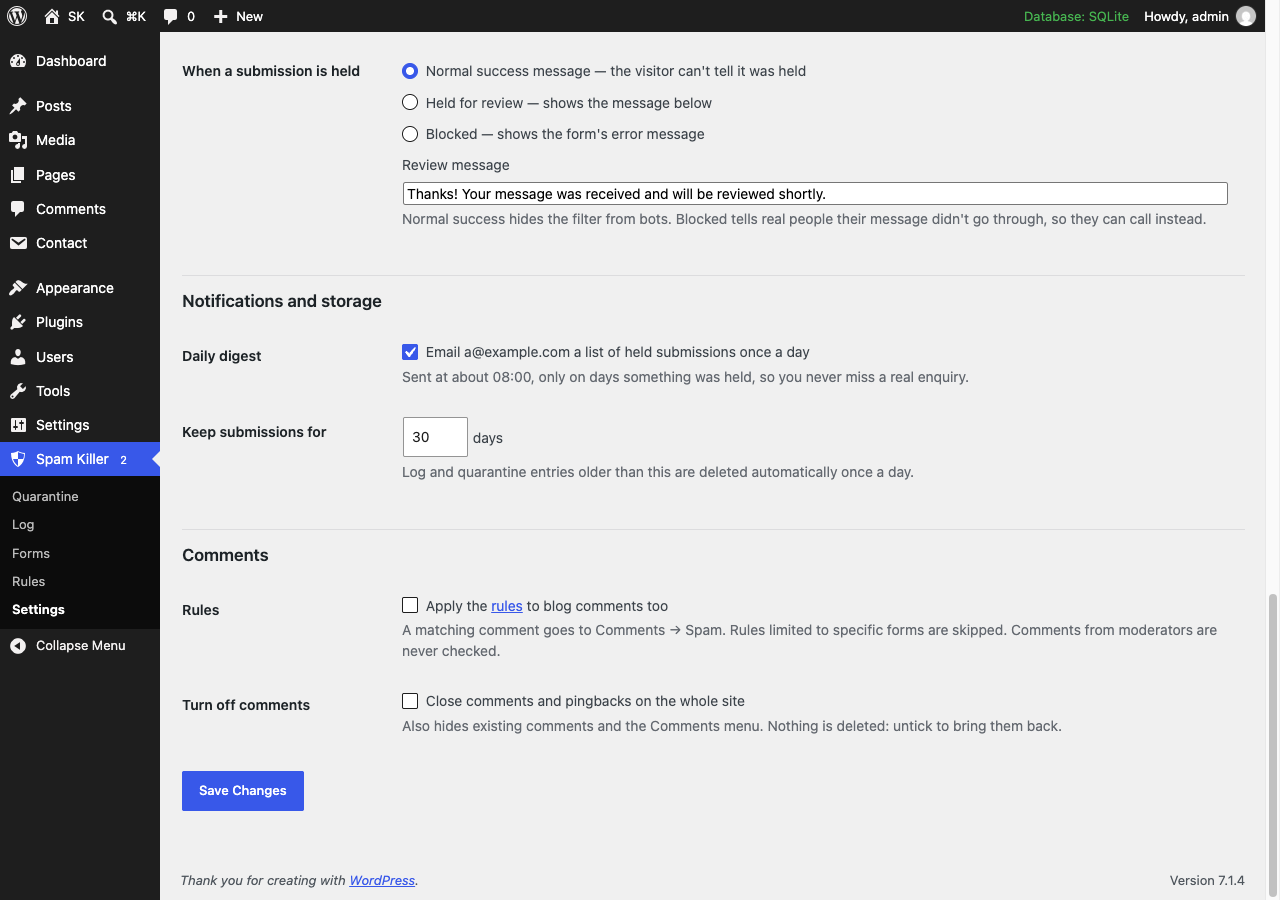 SK
⌘K
0
New
Database: SQLite
Howdy, admin
Dashboard
Posts
Media
Pages
Comments
Contact
Appearance
Plugins
Users
Tools
Settings
Spam Killer 2
Quarantine
Log
Forms
Rules
Settings
Collapse Menu
When a submission is held
Normal success message — the visitor can't tell it was held
Held for review — shows the message below
Blocked — shows the form's error message
Review message
Thanks! Your message was received and will be reviewed shortly.
Normal success hides the filter from bots. Blocked tells real people their message didn't go through, so they can call instead.
Notifications and storage
Daily digest
Email a@example.com a list of held submissions once a day
Sent at about 08:00, only on days something was held, so you never miss a real enquiry.
Keep submissions for
30 days
Log and quarantine entries older than this are deleted automatically once a day.
Comments
Rules
Apply the rules to blog comments too
A matching comment goes to Comments → Spam. Rules limited to specific forms are skipped. Comments from moderators are
never checked.
Turn off comments
Close comments and pingbacks on the whole site
Also hides existing comments and the Comments menu. Nothing is deleted: untick to bring them back.
Save Changes
Thank you for creating with WordPress.
Version 7.1.4